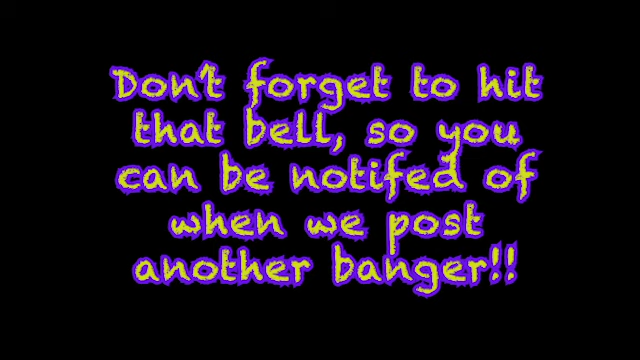 Don't forget to hit
that bell, so you
can be notifed of
when we post
another banger!!